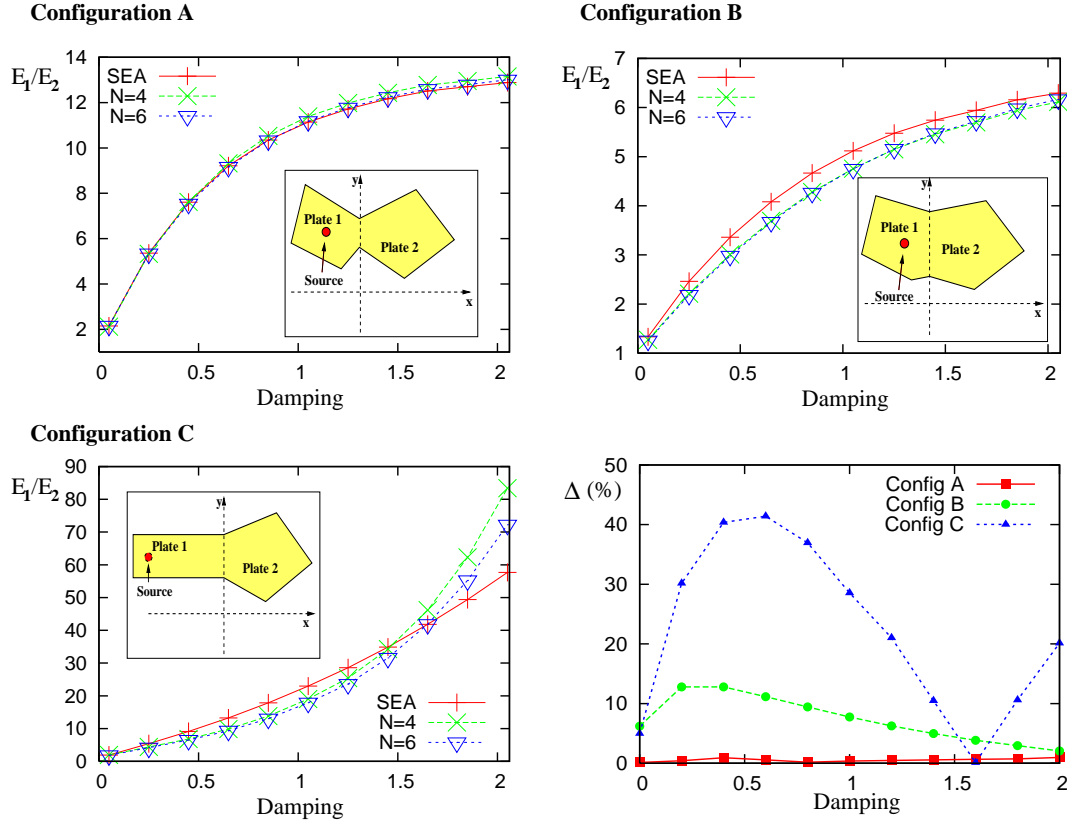 Configuration A
E1/E2
14
12
10
8
6
4
2
SEA
N=4
N=6
y
Plate 1
Plate 2
Source
x
0 0.5 1 1.5 2
Damping
Configuration B
E1/E2
7
6
5
4
3
2
1
SEA
N=4
N=6
y
Plate 1
Plate 2
Source
x
0 0.5 1 1.5 2
Damping
Configuration C
E1/E2
90
80
70
60
50
40
30
20
10
0
y
Plate 1
Plate 2
Source
x
SEA
N=4
N=6
0 0.5 1 1.5 2
Damping
Δ (%)
50
40
30
20
10
0
Config A
Config B
Config C
0 0.5 1 1.5 2
Damping